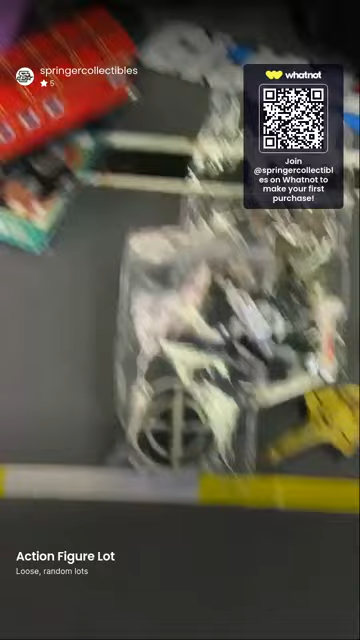 springercollectibles
5
whatnot
Join
@springercollectibl
es on Whatnot to
make your first
purchase!
Action Figure Lot
Loose, random lots